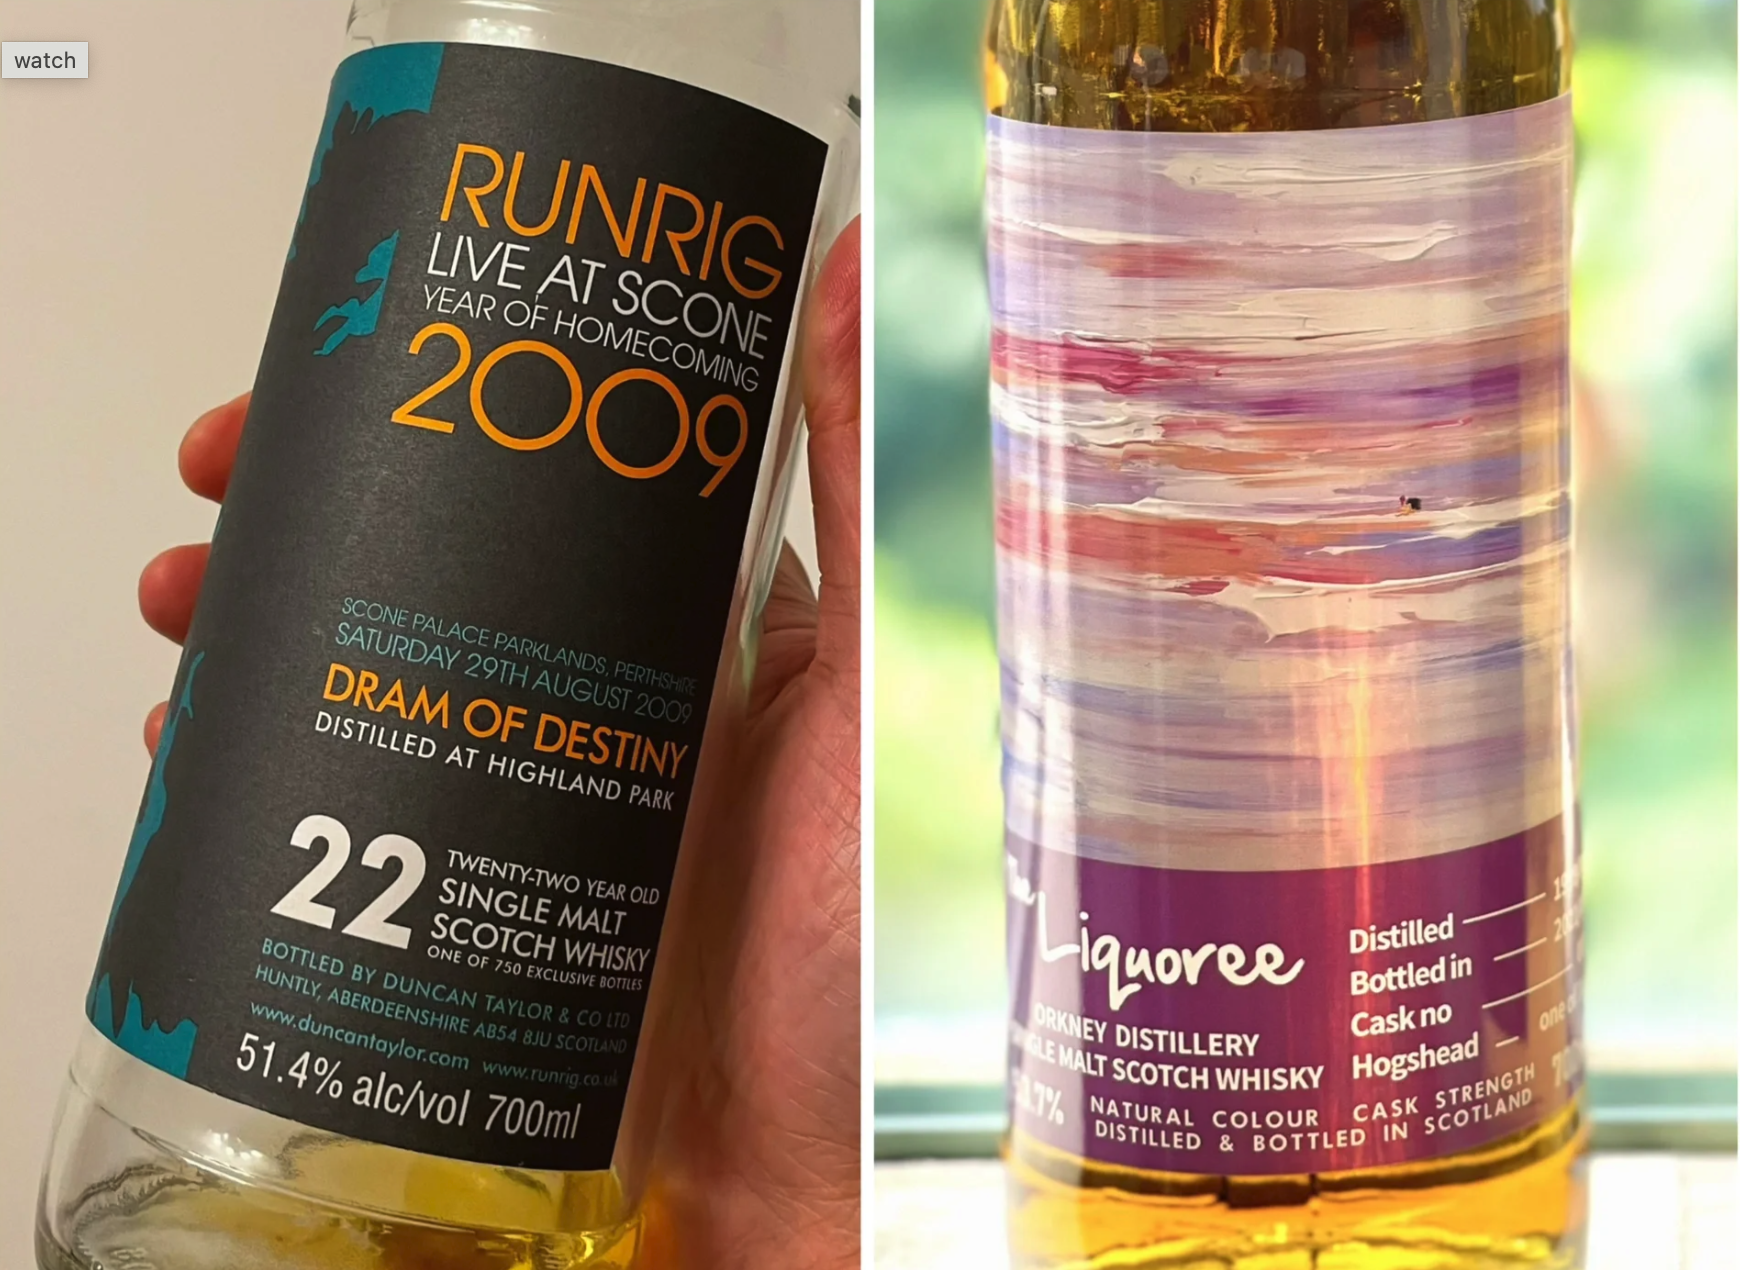 watch
RUNRIG
LIVE AT SCONE
YEAR OF HOMECOMING
2009
SCONE PALACE PARKLANDS, PERTHSHIRE
SATURDAY 29TH AUGUST 2009
DRAM OF DESTINY
DISTILLED AT HIGHLAND PARK
22
TWENTY-TWO YEAR OLD
SINGLE MALT
SCOTCH WHISKY
ONE OF 750 EXCLUSIVE BOTTLES
BOTTLED BY DUNCAN TAYLOR & CO LTD
HUNTLY, ABERDEENSHIRE AB54 8JU SCOTLAND
www.duncantaylor.com www.runrig.co.uk
51.4% alc/vol 700ml
The
Liquoree
ORKNEY DISTILLERY
MALT SCOTCH WHISKY
Distilled
Bottled in
Cask no
Hogshead
one
NATURAL COLOUR CASK STRENGTH
DISTILLED & BOTTLED IN SCOTLAND